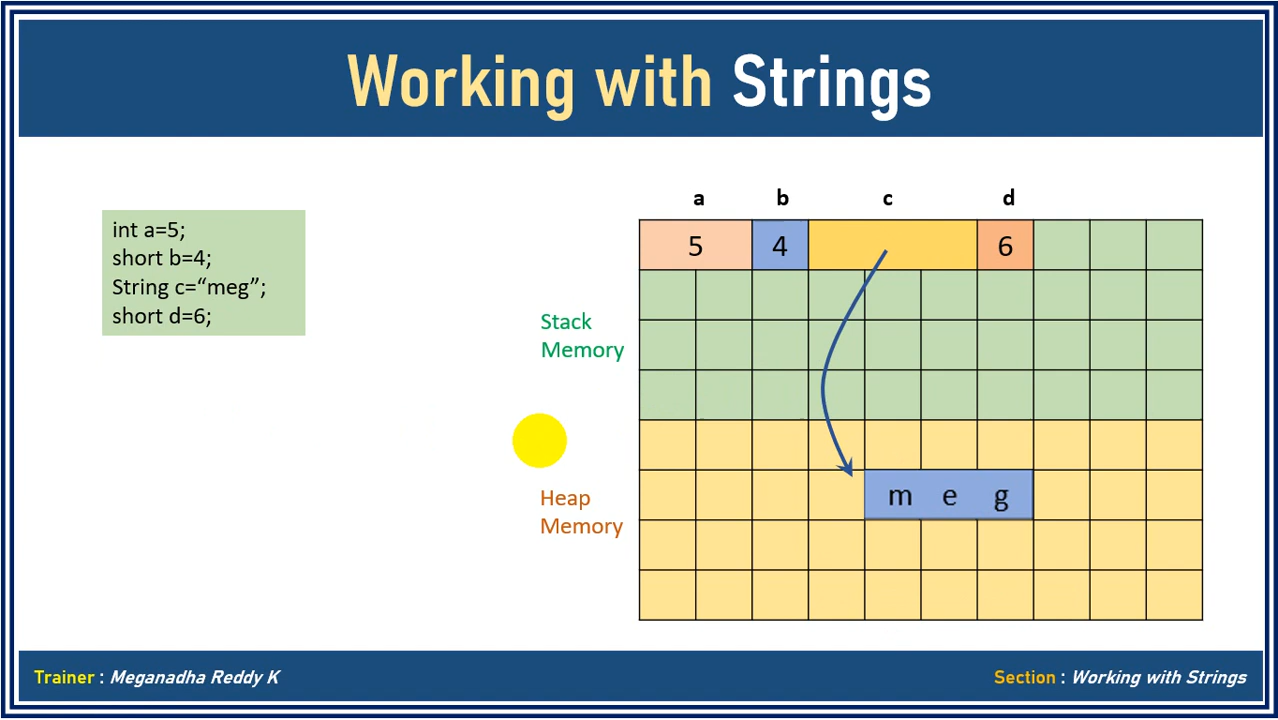 Working with Strings
int a=5;
short b=4;
String c=“meg”;
short d=6;
a b c d
5 4 6
Stack
Memory
m e g
Heap
Memory
Trainer : Meganadha Reddy K
Section : Working with Strings